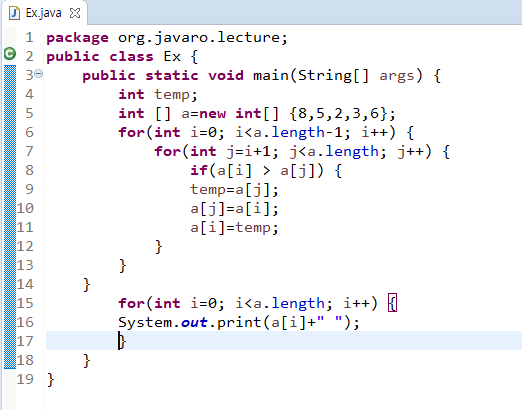 Ex.java
1 package org.javaro.lecture;
2 public class Ex {
3 public static void main(String[] args) {
4 int temp;
5 int [] a=new int[] {8,5,2,3,6};
6 for(int i=0; i<a.length-1; i++) {
7 for(int j=i+1; j<a.length; j++) {
8 if(a[i] > a[j]) {
9 temp=a[j];
10 a[j]=a[i];
11 a[i]=temp;
12 }
13 }
14 }
15 for(int i=0; i<a.length; i++) {
16 System.out.print(a[i]+" ");
17 }
18 }
19 }